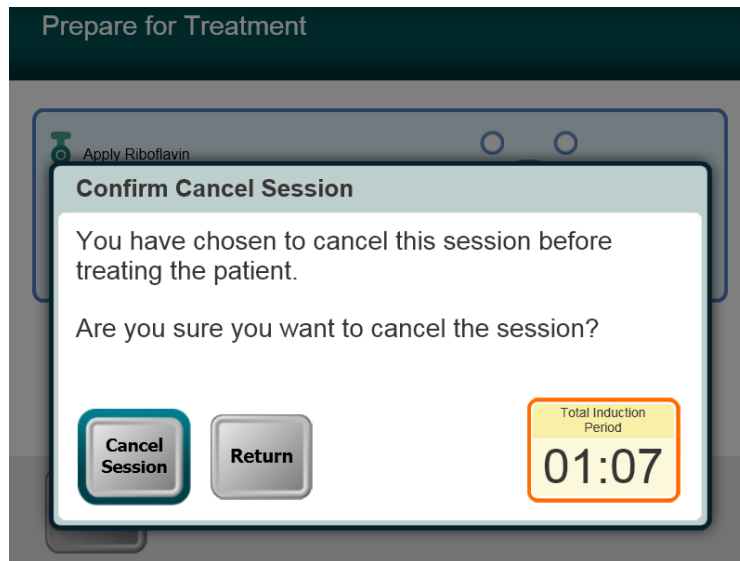 Prepare for Treatment
Apply Riboflavin
Confirm Cancel Session
You have chosen to cancel this session before
treating the patient.
Are you sure you want to cancel the session?
Cancel
Session
Return
Total Induction
Period
01:07